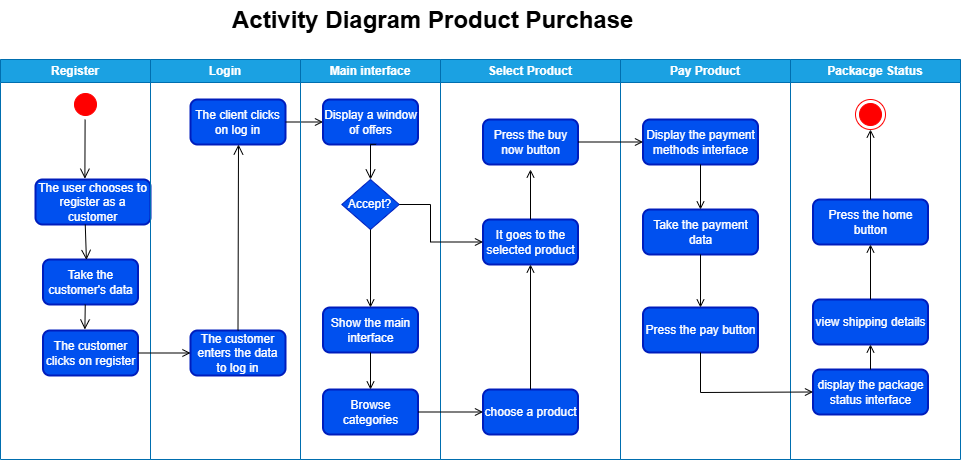 Activity Diagram Product Purchase
Register
Login
Main interface
Select Product
Pay Product
Packacge Status
The user chooses to
register as a
customer
Take the
customer's data
The customer
clicks on register
The client clicks
on log in
The customer
enters the data
to log in
Display a window
of offers
Accept?
Show the main
interface
Browse
categories
Press the buy
now button
It goes to the
selected product
choose a product
Display the payment
methods interface
Take the payment
data
Press the pay button
Press the home
button
view shipping details
display the package
status interface